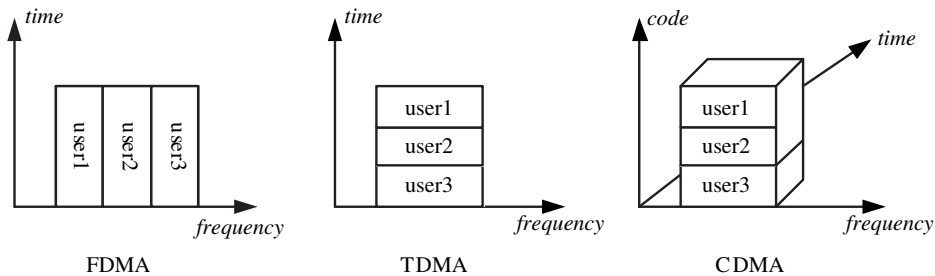 time
user1
user2
user3
frequency
FDMA
time
user1
user2
user3
frequency
TDMA
code
time
user1
user2
user3
frequency
CDMA